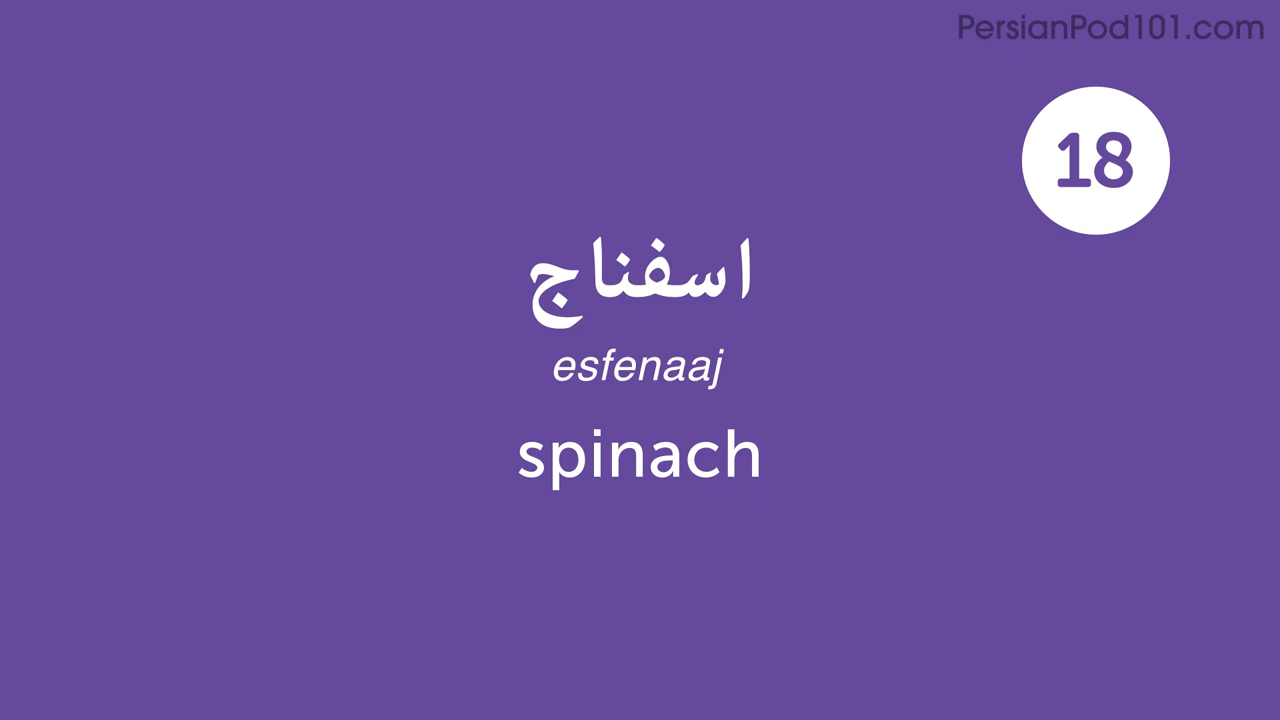 PersianPod101.com
18
اسفناج
esfenaaj
spinach